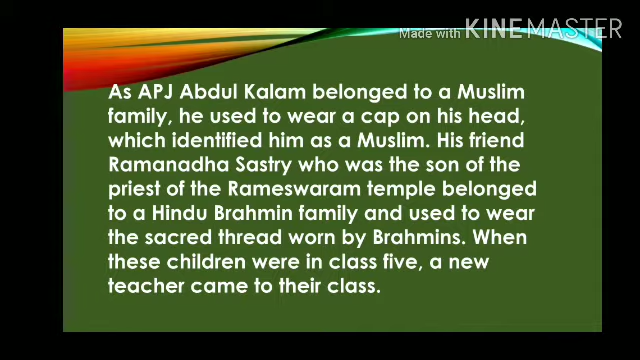 Made with KINEMASTER
As APJ Abdul Kalam belonged to a Muslim
family, he used to wear a cap on his head,
which identified him as a Muslim. His friend
Ramanadha Sastry who was the son of the
priest of the Rameswaram temple belonged
to a Hindu Brahmin family and used to wear
the sacred thread worn by Brahmins. When
these children were in class five, a new
teacher came to their class.